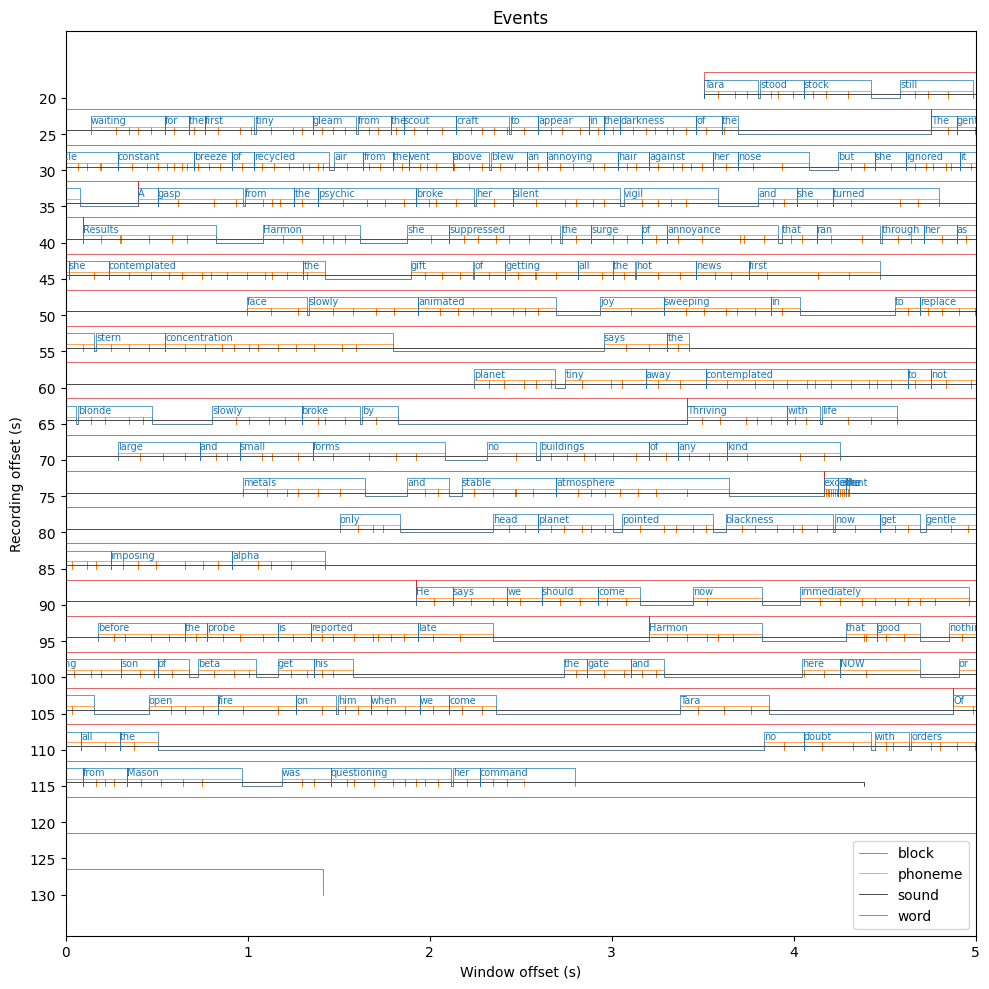 Events
Tara stood stock still
20
waiting for the first tiny gleam from the scout craft to appear in the darkness of the The gent
25
le constant breeze of recycled air from the vent above blew an annoying hair against her nose but she ignored it
30
A gasp from the psychic broke her silent vigil and she turned
35
Results Harmon she suppressed the surge of annoyance that ran through her as
40
she contemplated the gift of getting all the hot news first
45
face slowly animated joy sweeping in to replace
50
stern concentration says the
55
planet tiny away contemplated to not
60
blonde slowly broke by Thriving with life
65
large and small forms no buildings of any kind
70
metals and stable atmosphere
75
only head planet pointed blackness now get gentle
80
imposing alpha
85
He says we should come now immediately
90
before the probe is reported late Harmon that good nothin
95
ng son of beta get his the gate and here NOW or
100
open fire on him when we come Tara Of
105
all the no doubt with orders
110
from Mason was questioning her command
115
120
125
130
Recording offset (s)
block
phoneme
sound
word
0 1 2 3 4 5
Window offset (s)